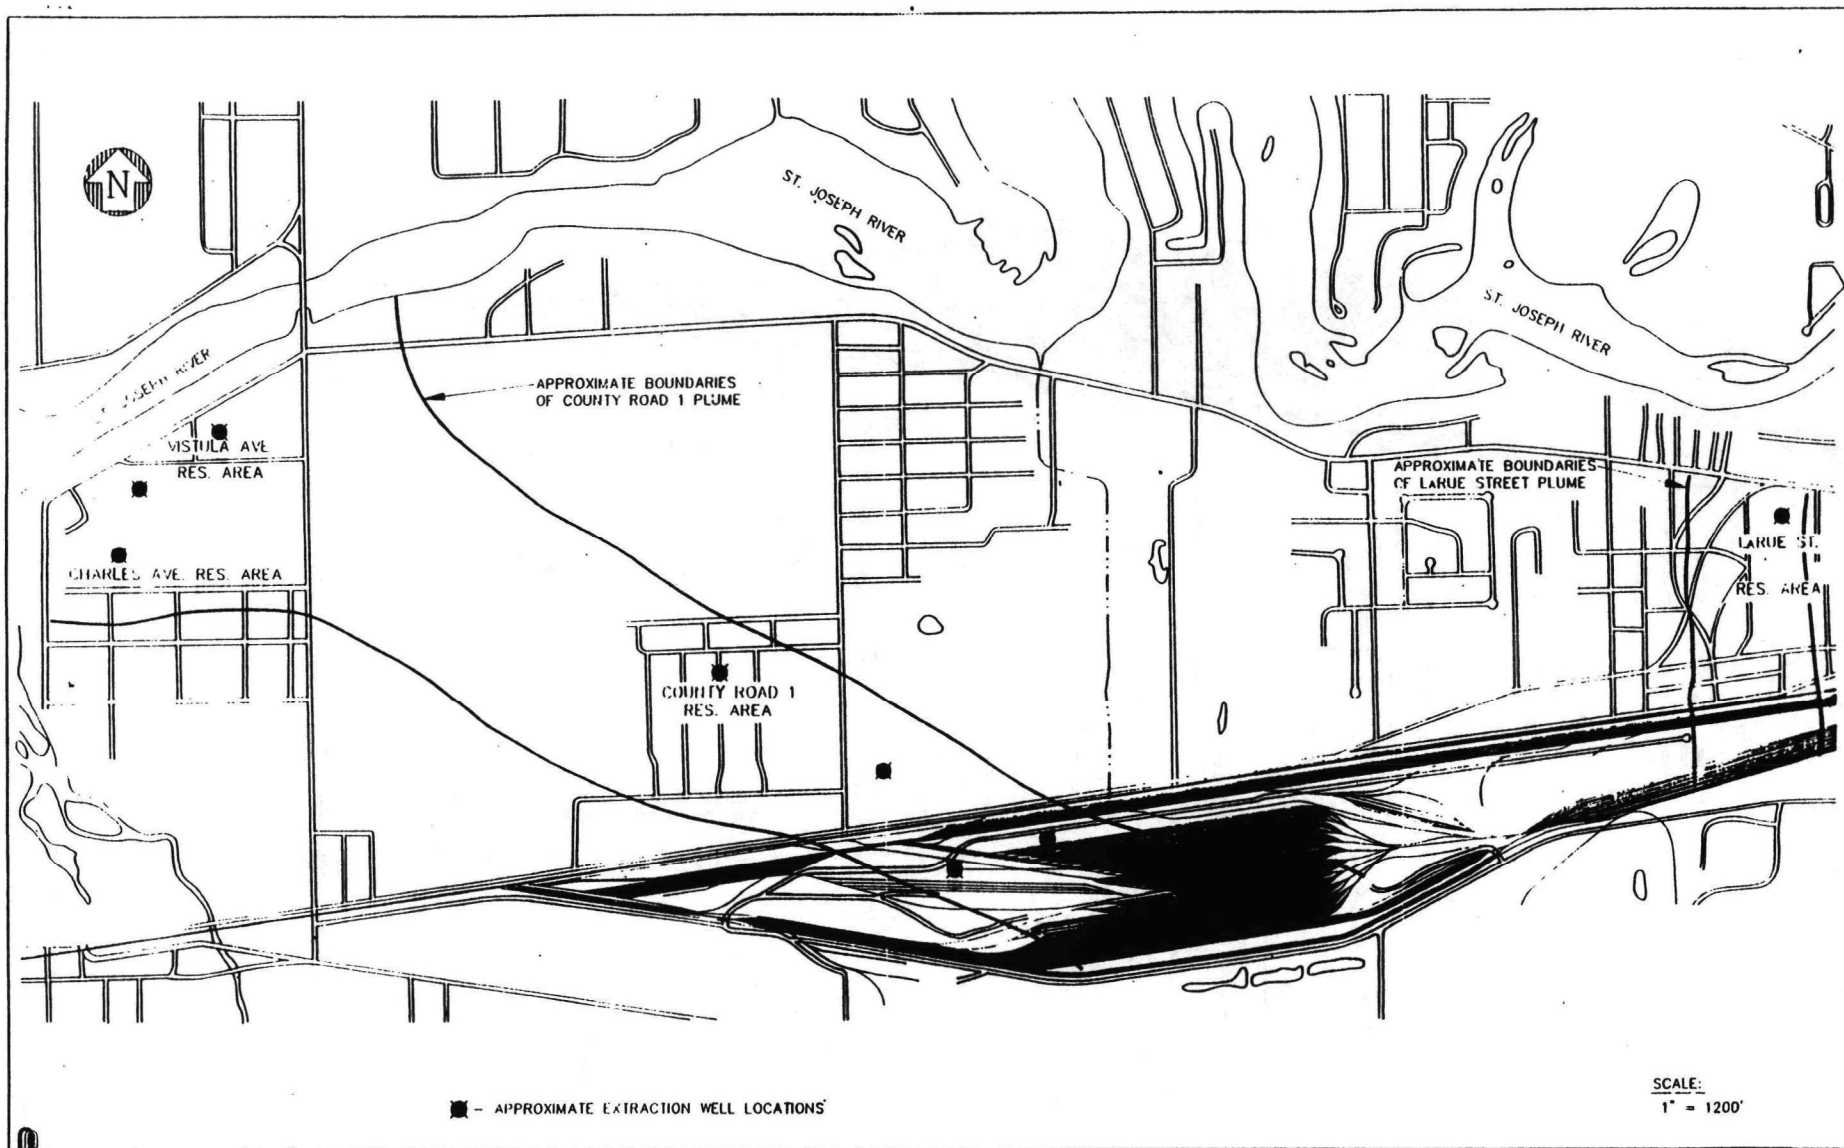 N
ST. JOSEPH RIVER
ST. JOSEPH RIVER
JOSEPH RIVER
APPROXIMATE BOUNDARIES
OF COUNTY ROAD 1 PLUME
VISTULA AVE
RES. AREA
APPROXIMATE BOUNDARIES
OF LARUE STREET PLUME
LARUE ST.
RES. AREA
CHARLES AVE. RES. AREA
COUNTY ROAD 1
RES. AREA
- APPROXIMATE EXTRACTION WELL LOCATIONS
SCALE:
1" = 1200'